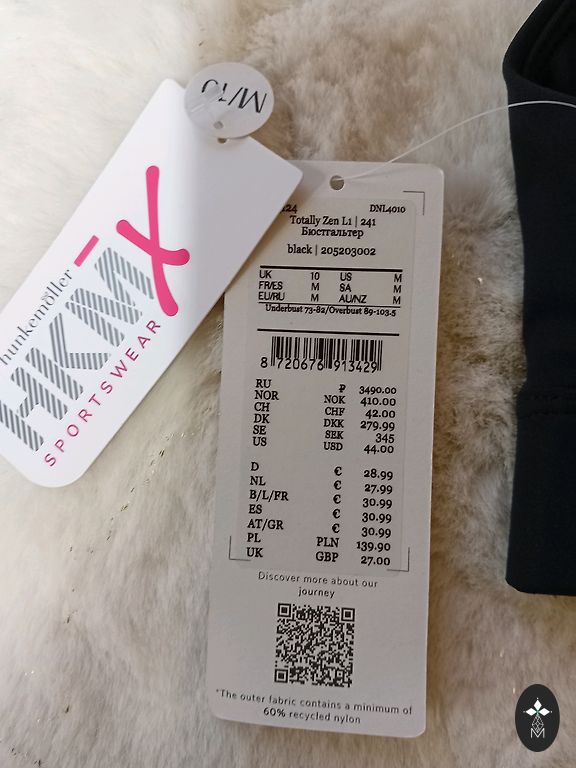 M/10
hunkemöller
HKMX
SPORTSWEAR
124 DNL4010
Totally Zen L1 | 241
Бюстгальтер
black | 205203002
UK 10 US M
FR/ES M SA M
EU/RU M AU/NZ M
Underbust 73-82/Overbust 89-103.5
8 720676 913429
RU ₽ 3490.00
NOR NOK 410.00
CH CHF 42.00
DK DKK 279.99
SE SEK 345
US USD 44.00
D € 28.99
NL € 27.99
B/L/FR € 30.99
ES € 30.99
AT/GR € 30.99
PL PLN 139.90
UK GBP 27.00
Discover more about our
journey
*The outer fabric contains a minimum of
60% recycled nylon
M